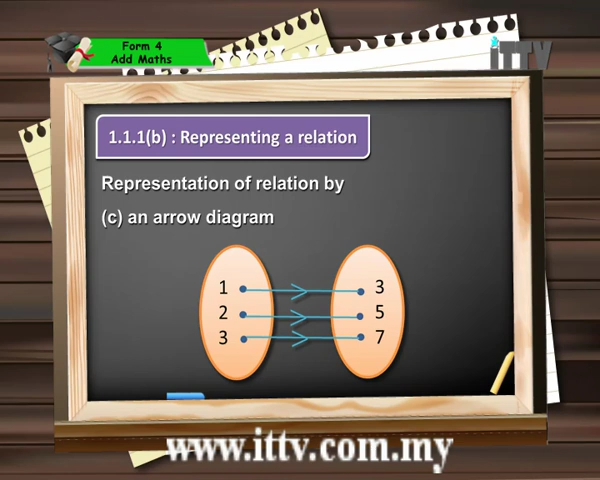 Form 4
Add Maths
iTTV
1.1.1(b) : Representing a relation
Representation of relation by
(c) an arrow diagram
1 3
2 5
3 7
www.ittv.com.my